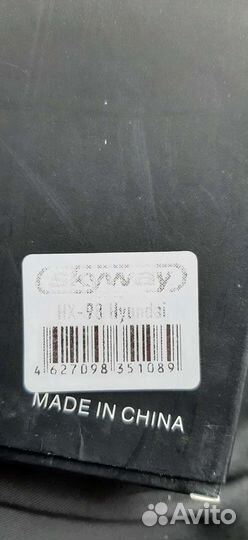 skyway
HX-93 Hyundai
4 627098 351089
MADE IN CHINA
Avito